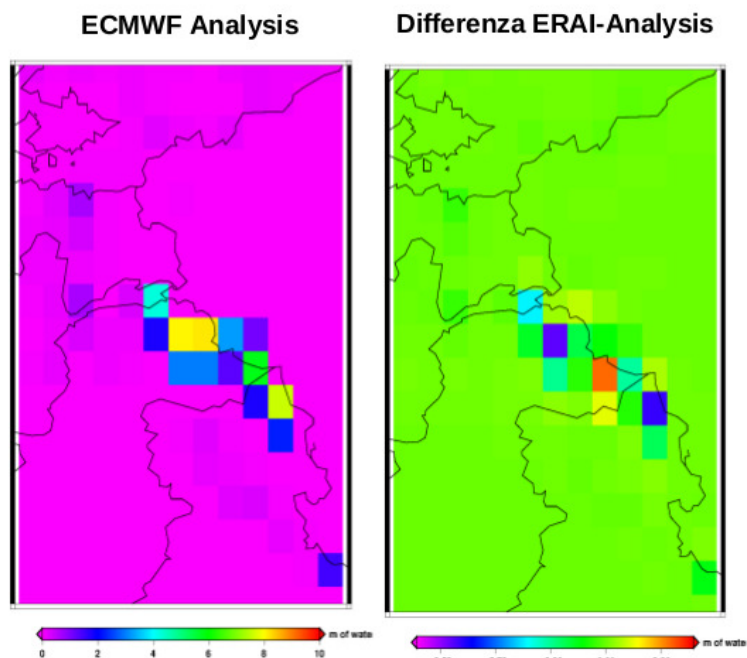 ECMWF Analysis
Differenza ERAI-Analysis
m of wate
0 2 4 6 8 10
m of wate